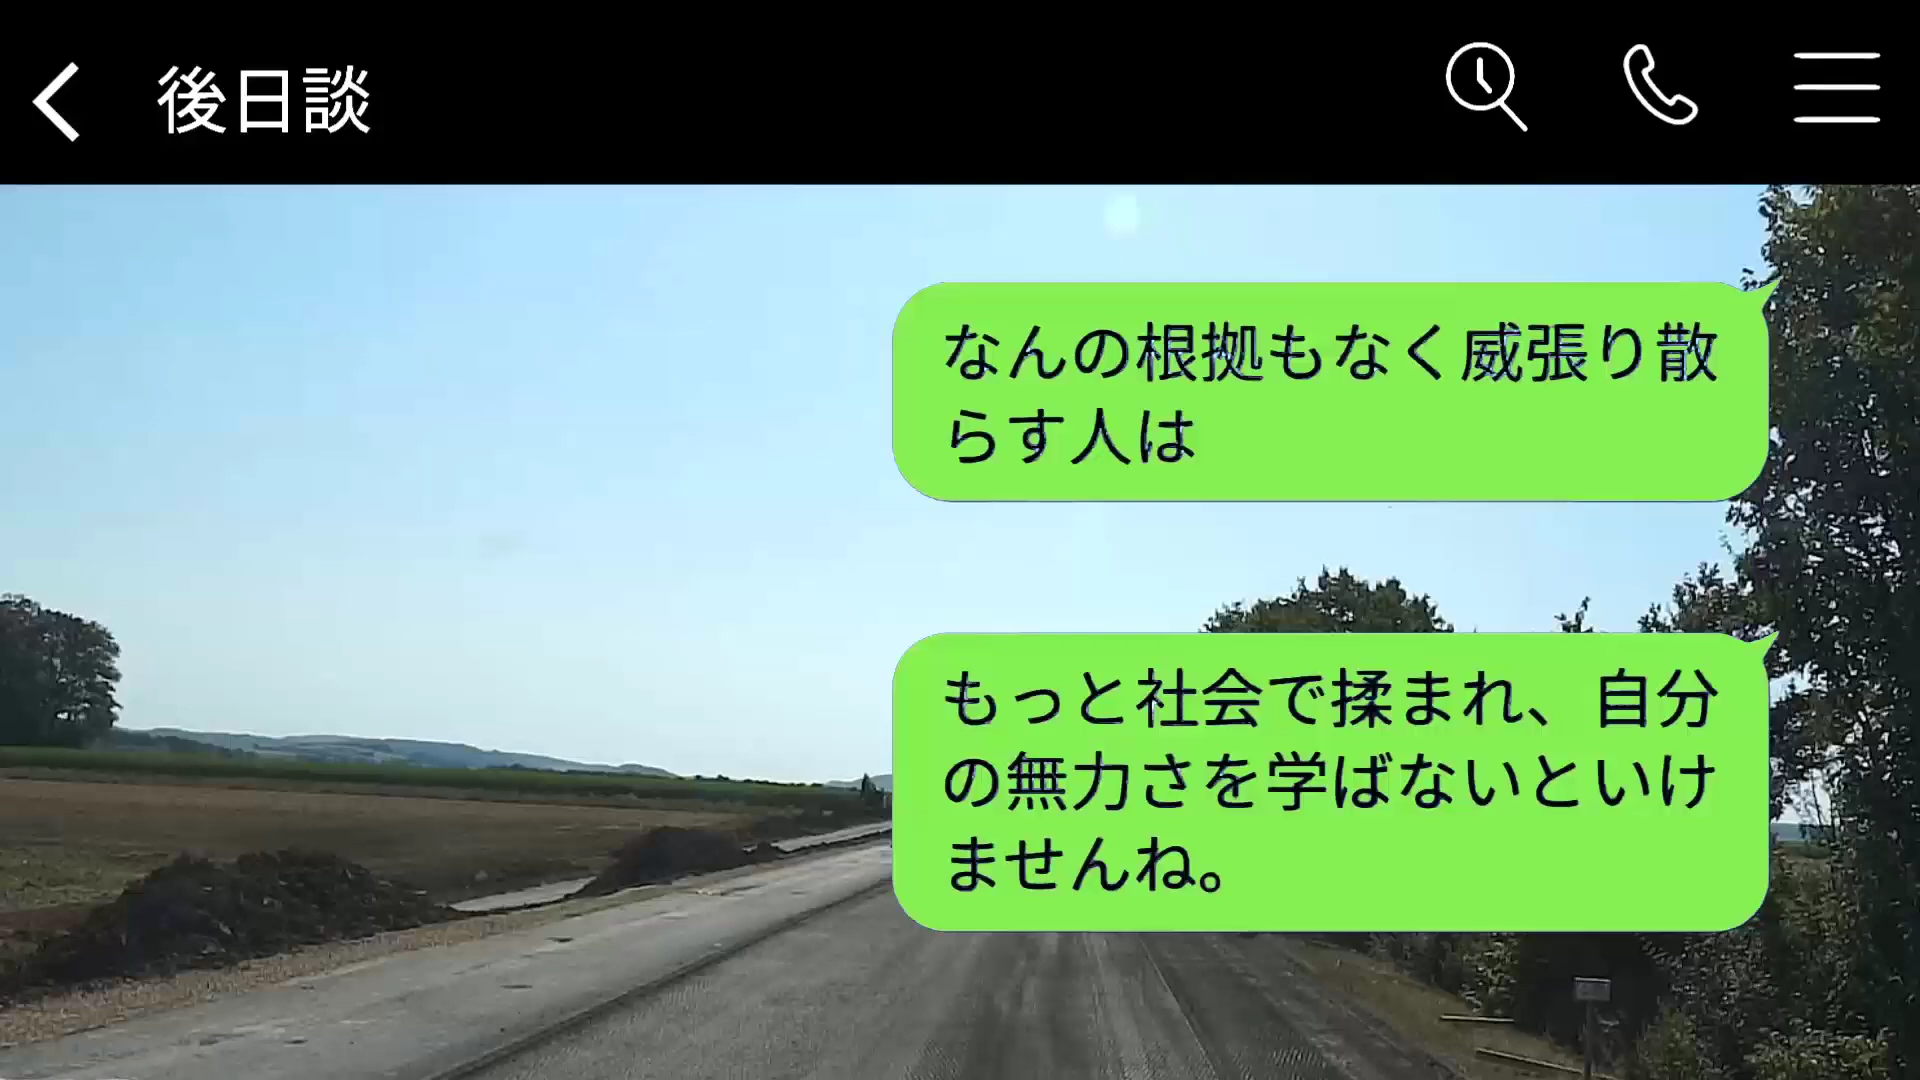 後日談
なんの根拠もなく威張り散
らす人は
もっと社会で揉まれ、自分
の無力さを学ばないといけ
ませんね。